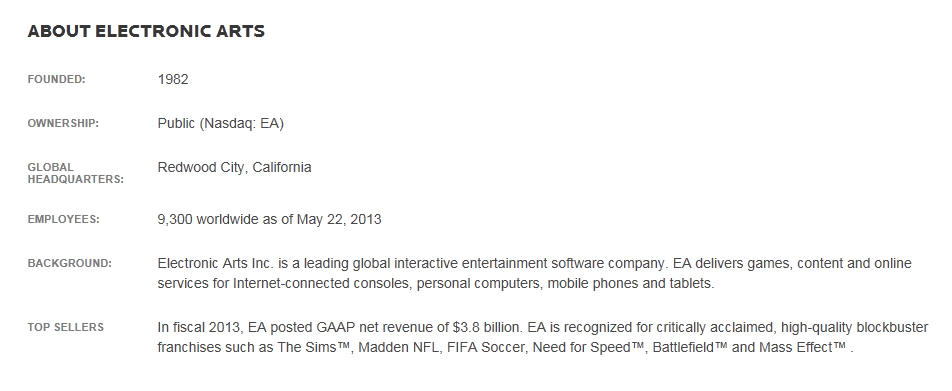 ABOUT ELECTRONIC ARTS
FOUNDED: 1982
OWNERSHIP: Public (Nasdaq: EA)
GLOBAL HEADQUARTERS: Redwood City, California
EMPLOYEES: 9,300 worldwide as of May 22, 2013
BACKGROUND: Electronic Arts Inc. is a leading global interactive entertainment software company. EA delivers games, content and online
services for Internet-connected consoles, personal computers, mobile phones and tablets.
TOP SELLERS In fiscal 2013, EA posted GAAP net revenue of $3.8 billion. EA is recognized for critically acclaimed, high-quality blockbuster
franchises such as The Sims™, Madden NFL, FIFA Soccer, Need for Speed™, Battlefield™ and Mass Effect™ .